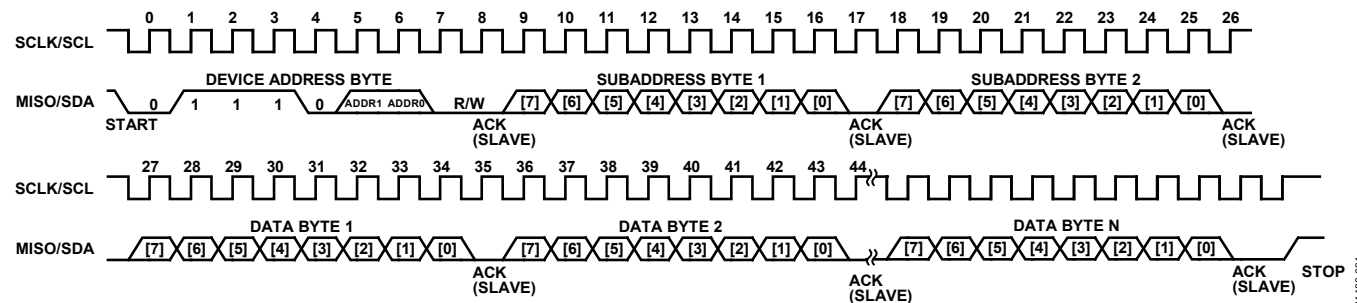 0 1 2 3 4 5 6 7 8 9 10 11 12 13 14 15 16 17 18 19 20 21 22 23 24 25 26
SCLK/SCL
DEVICE ADDRESS BYTE SUBADDRESS BYTE 1 SUBADDRESS BYTE 2
MISO/SDA 0 1 1 1 0 ADDR1 ADDR0 R/W [7] [6] [5] [4] [3] [2] [1] [0] [7] [6] [5] [4] [3] [2] [1] [0]
START ACK (SLAVE) ACK (SLAVE) ACK (SLAVE)
27 28 29 30 31 32 33 34 35 36 37 38 39 40 41 42 43 44
SCLK/SCL
DATA BYTE 1 DATA BYTE 2 DATA BYTE N
MISO/SDA [7] [6] [5] [4] [3] [2] [1] [0] [7] [6] [5] [4] [3] [2] [1] [0] [7] [6] [5] [4] [3] [2] [1] [0]
ACK (SLAVE) ACK (SLAVE) ACK (SLAVE) STOP